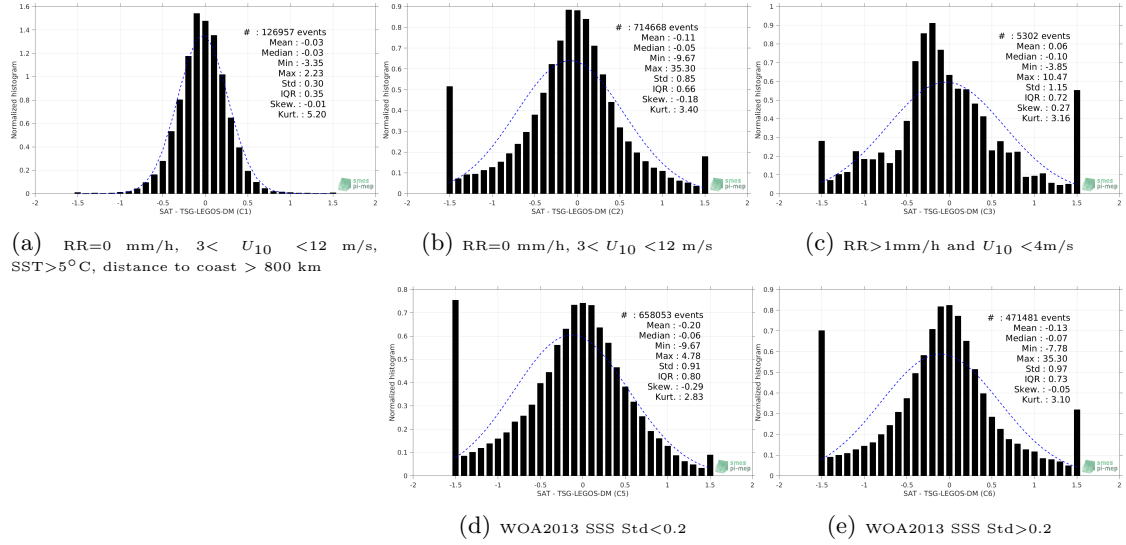 1.6
1.4
1.2
1
0.8
0.6
0.4
0.2
0
-2
-1.5
-1
-0.5
0
0.5
1
1.5
2
Normalized histogram
SAT - TSG-LEGOS-DM (C1)
# : 126957 events
Mean : -0.03
Median : -0.03
Min : -3.35
Max : 2.23
Std : 0.30
IQR : 0.35
Skew. : -0.01
Kurt. : 5.20
smos
pi-mep
0.9
0.8
0.7
0.6
0.5
0.4
0.3
0.2
0.1
0
-2
-1.5
-1
-0.5
0
0.5
1
1.5
2
Normalized histogram
SAT - TSG-LEGOS-DM (C2)
# : 714668 events
Mean : -0.11
Median : -0.05
Min : -9.67
Max : 35.30
Std : 0.85
IQR : 0.66
Skew. : -0.18
Kurt. : 3.40
smos
pi-mep
1
0.9
0.8
0.7
0.6
0.5
0.4
0.3
0.2
0.1
0
-2
-1.5
-1
-0.5
0
0.5
1
1.5
2
Normalized histogram
SAT - TSG-LEGOS-DM (C3)
# : 5302 events
Mean : 0.06
Median : -0.10
Min : -3.85
Max : 10.47
Std : 1.15
IQR : 0.72
Skew. : 0.27
Kurt. : 3.16
smos
pi-mep
(a) RR=0 mm/h, 3< U10 <12 m/s,
SST>5°C, distance to coast > 800 km
(b) RR=0 mm/h, 3< U10 <12 m/s
(c) RR>1mm/h and U10 <4m/s
0.8
0.7
0.6
0.5
0.4
0.3
0.2
0.1
0
-2
-1.5
-1
-0.5
0
0.5
1
1.5
2
Normalized histogram
SAT - TSG-LEGOS-DM (C5)
# : 658053 events
Mean : -0.20
Median : -0.06
Min : -9.67
Max : 4.78
Std : 0.91
IQR : 0.80
Skew. : -0.29
Kurt. : 2.83
smos
pi-mep
0.9
0.8
0.7
0.6
0.5
0.4
0.3
0.2
0.1
0
-2
-1.5
-1
-0.5
0
0.5
1
1.5
2
Normalized histogram
SAT - TSG-LEGOS-DM (C6)
# : 471481 events
Mean : -0.13
Median : -0.07
Min : -7.78
Max : 35.30
Std : 0.97
IQR : 0.73
Skew. : -0.05
Kurt. : 3.10
smos
pi-mep
(d) WOA2013 SSS Std<0.2
(e) WOA2013 SSS Std>0.2